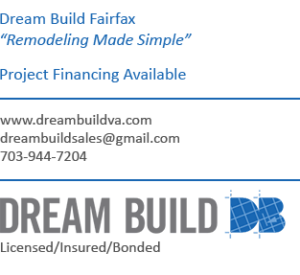 Dream Build Fairfax
“Remodeling Made Simple”
Project Financing Available
www.dreambuildva.com
dreambuildsales@gmail.com
703-944-7204
DREAM BUILD DB
Licensed/Insured/Bonded